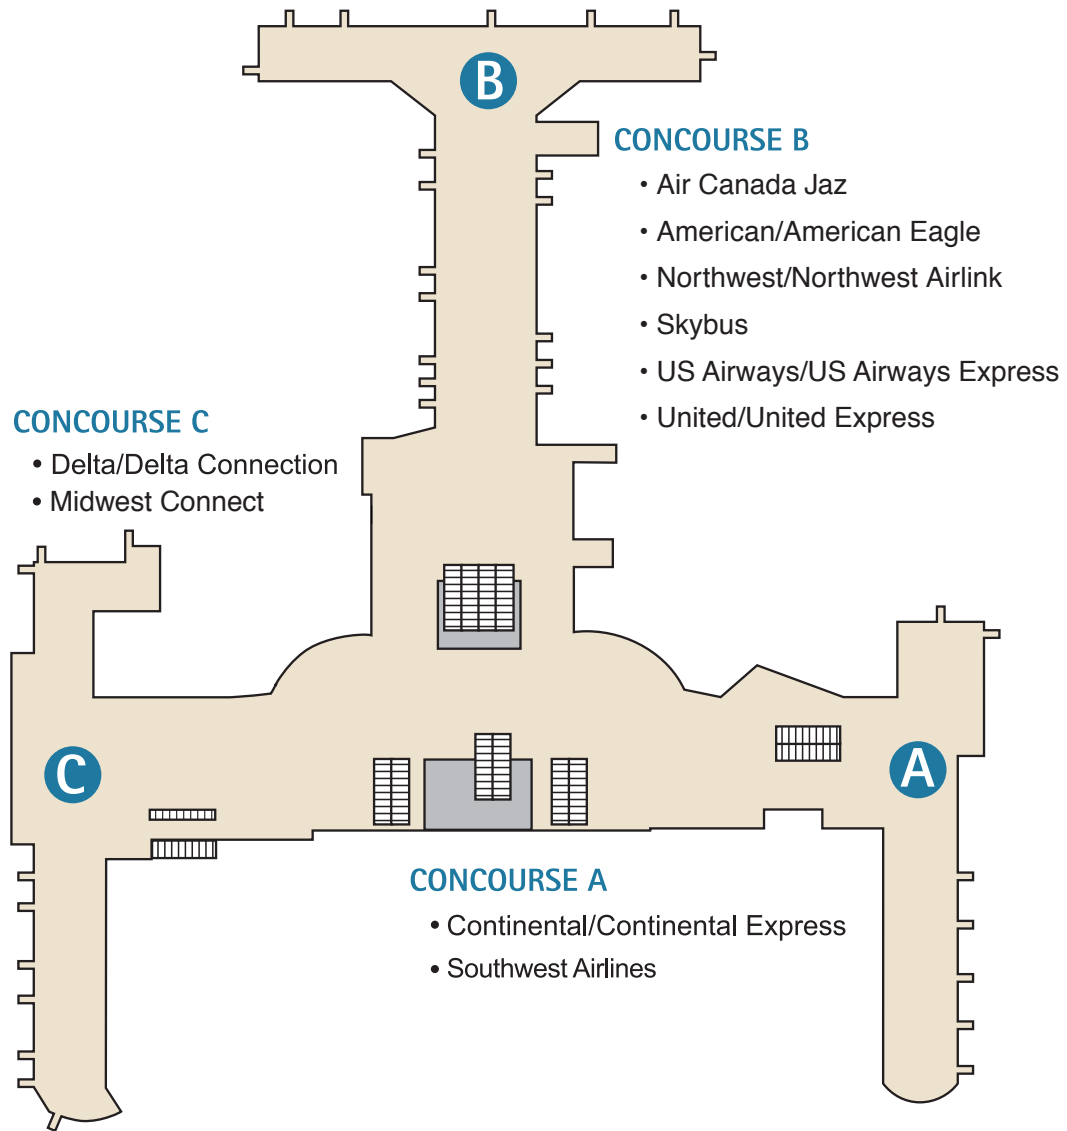 B
CONCOURSE B
• Air Canada Jaz
• American/American Eagle
• Northwest/Northwest Airlink
• Skybus
• US Airways/US Airways Express
• United/United Express
CONCOURSE C
• Delta/Delta Connection
• Midwest Connect
C
A
CONCOURSE A
• Continental/Continental Express
• Southwest Airlines